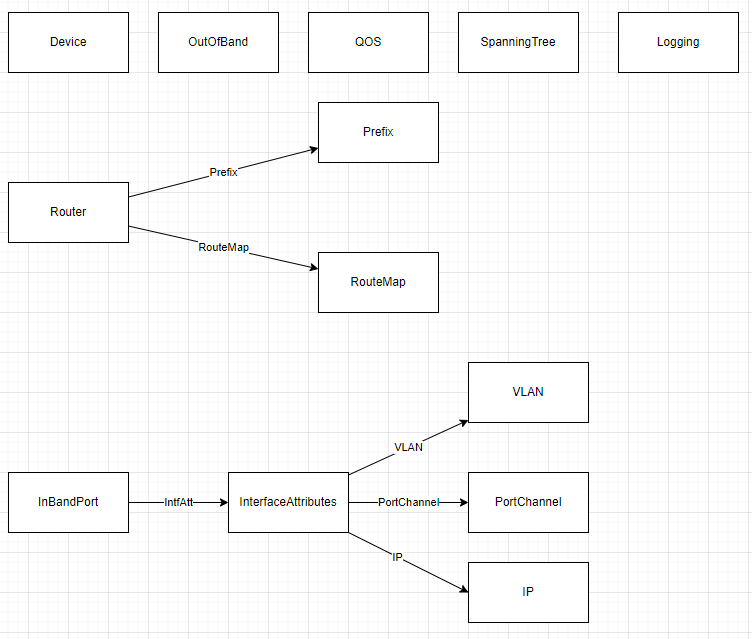 Device
OutOfBand
QOS
SpanningTree
Logging
Prefix
Prefix
Router
RouteMap
RouteMap
VLAN
VLAN
InBandPort
IntfAtt
InterfaceAttributes
PortChannel
PortChannel
IP
IP